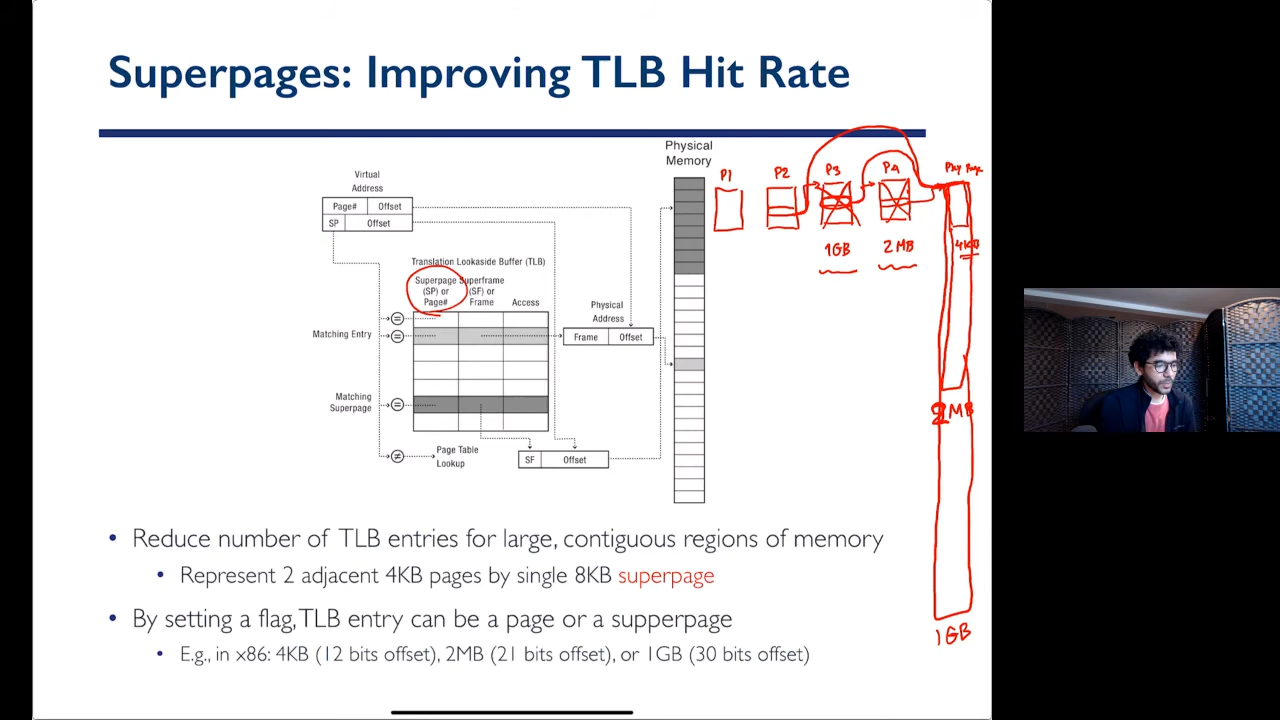 Superpages: Improving TLB Hit Rate
Physical
Memory
Virtual
Address
Page# Offset
SP Offset
Translation Lookaside Buffer (TLB)
Superpage Superframe
(SP) or (SF) or
Page# Frame Access
Matching Entry
Physical
Address
Frame Offset
Matching
Superpage
Page Table
Lookup
SF Offset
P1 P2 P3 P4 Phy Page
1GB 2MB 4KB
2MB
1GB
• Reduce number of TLB entries for large, contiguous regions of memory
• Represent 2 adjacent 4KB pages by single 8KB superpage
• By setting a flag, TLB entry can be a page or a supperpage
• E.g., in x86: 4KB (12 bits offset), 2MB (21 bits offset), or 1GB (30 bits offset)